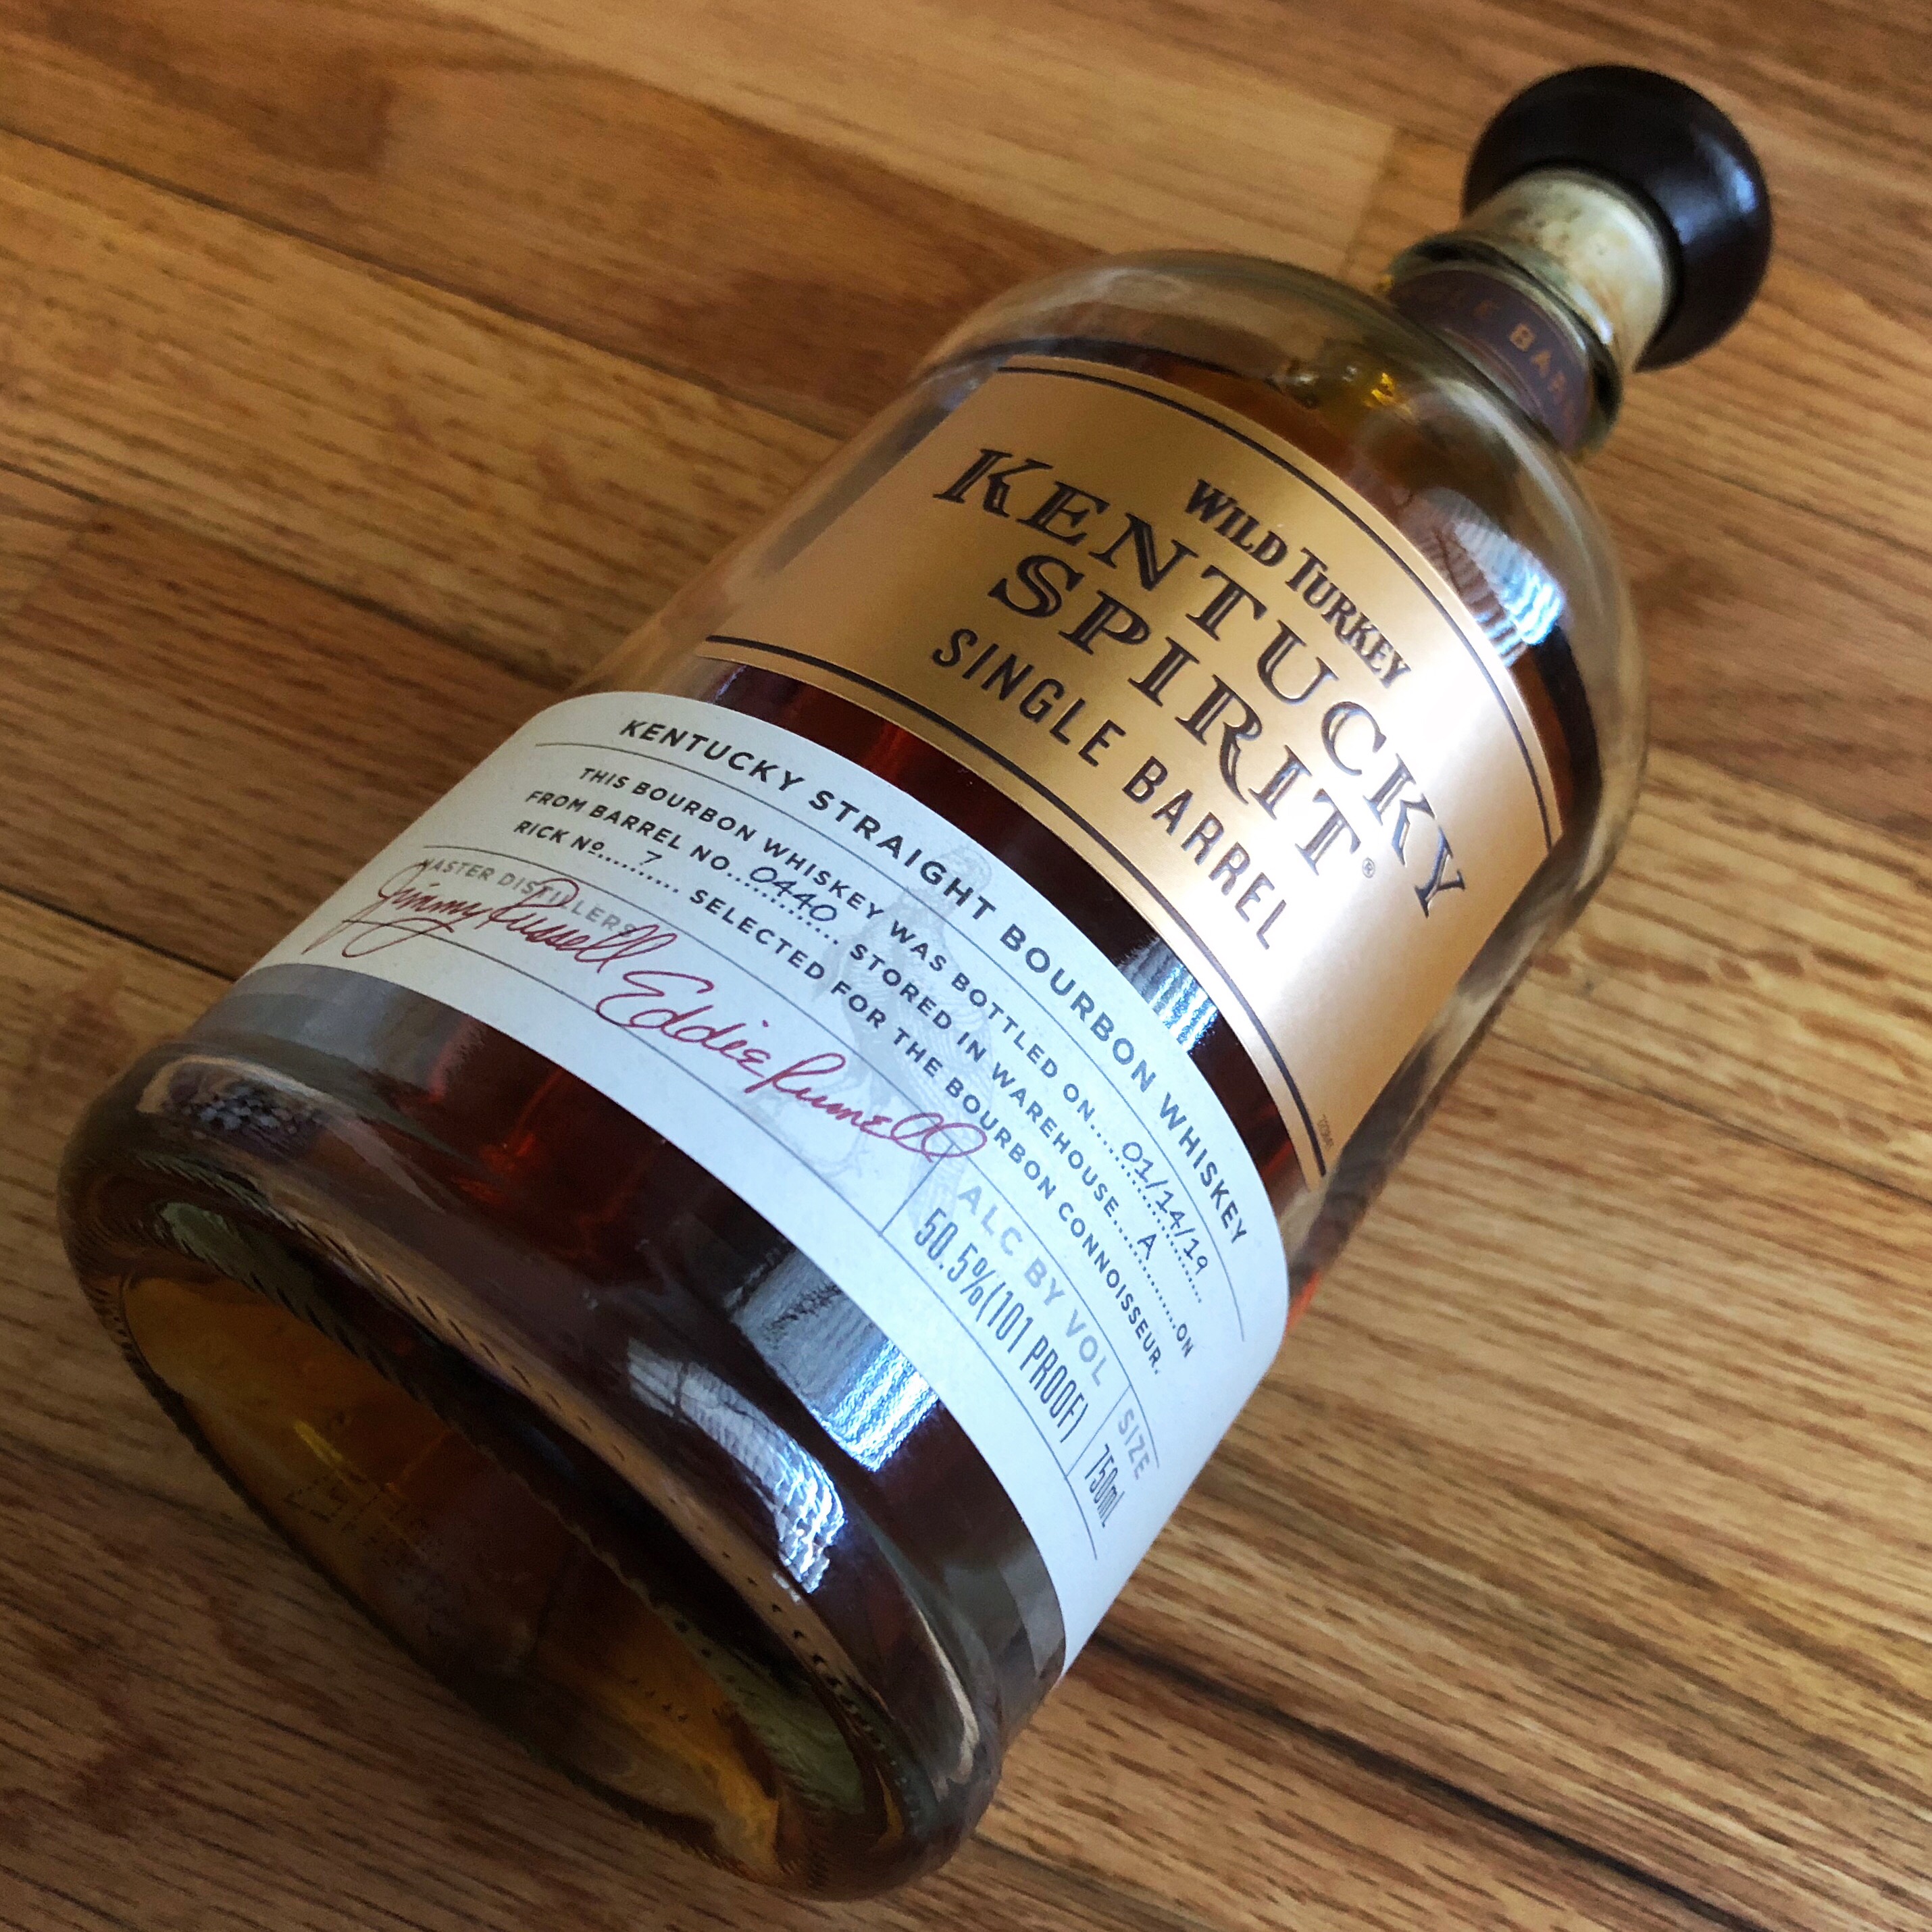 BAR
WILD TURKEY
KENTUCKY
SPIRIT®
SINGLE BARREL
KENTUCKY STRAIGHT BOURBON WHISKEY
THIS BOURBON WHISKEY WAS BOTTLED ON....01/14/19....
FROM BARREL NO...0440.... STORED IN WAREHOUSE....A....ON
RICK Nº....7.... SELECTED FOR THE BOURBON CONNOISSEUR.
MASTER DISTILLERS
Jimmy Russell Eddie Russell
ALC BY VOL
50.5%(101 PROOF)
SIZE
750mL